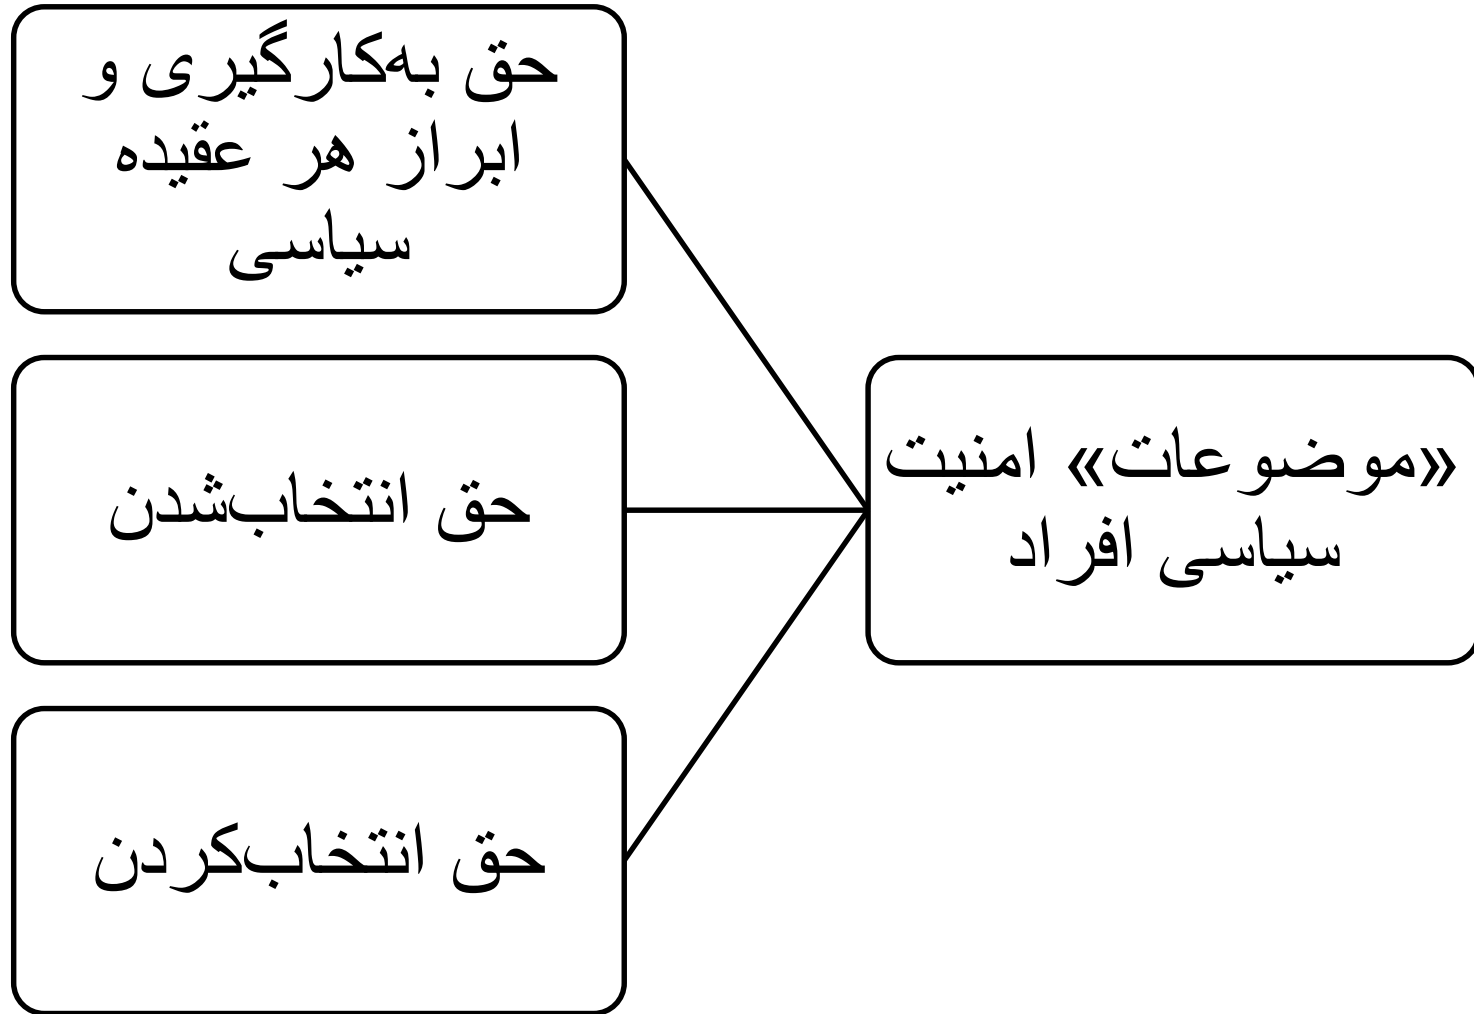 «موضوعات» امنیت
سیاسی افراد
حق به‌کارگیری و
ابراز هر عقیده
سیاسی
حق انتخاب‌شدن
حق انتخاب‌کردن